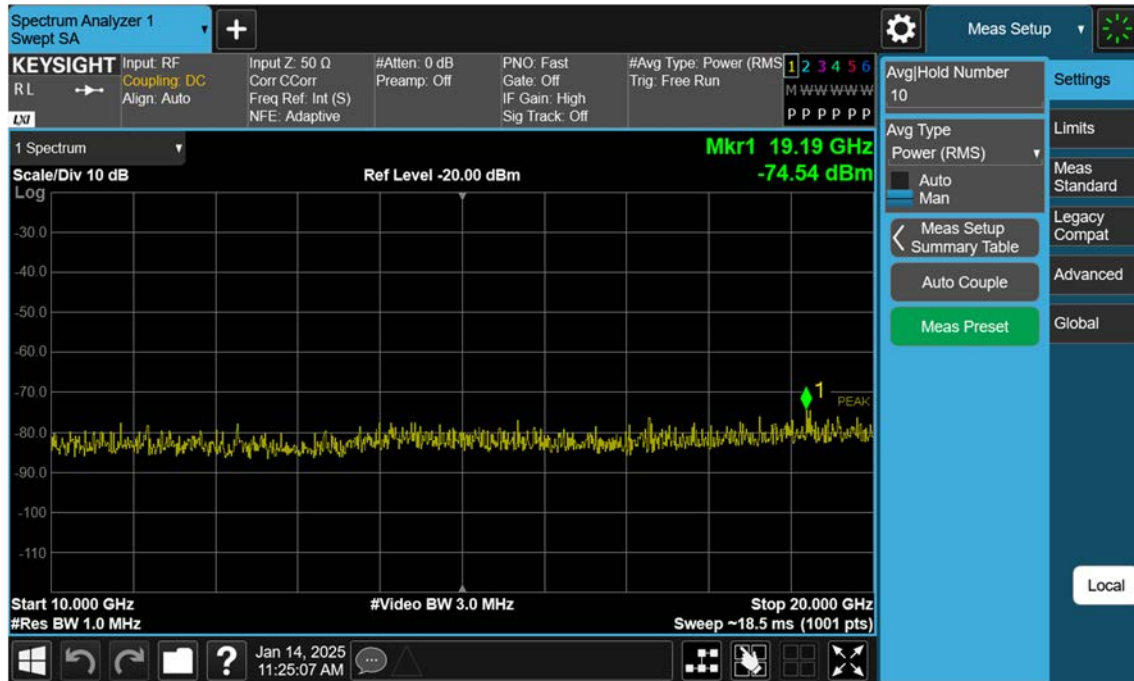 Spectrum Analyzer 1
Swept SA
+
Meas Setup
KEYSIGHT
R L
LXI
Input: RF
Coupling: DC
Align: Auto
Input Z: 50 Ω
Corr CCorr
Freq Ref: Int (S)
NFE: Adaptive
#Atten: 0 dB
Preamp: Off
PNO: Fast
Gate: Off
IF Gain: High
Sig Track: Off
#Avg Type: Power (RMS
Trig: Free Run
1 2 3 4 5 6
M W W W W W
P P P P P P
1 Spectrum
Mkr1 19.19 GHz
-74.54 dBm
Scale/Div 10 dB
Ref Level -20.00 dBm
Log
-30.0
-40.0
-50.0
-60.0
-70.0
-80.0
-90.0
-100
-110
1
PEAK
Start 10.000 GHz
#Video BW 3.0 MHz
Stop 20.000 GHz
#Res BW 1.0 MHz
Sweep ~18.5 ms (1001 pts)
?
Jan 14, 2025
11:25:07 AM
Avg|Hold Number
10
Avg Type
Power (RMS)
Auto
Man
Meas Setup
Summary Table
Auto Couple
Meas Preset
Settings
Limits
Meas
Standard
Legacy
Compat
Advanced
Global
Local